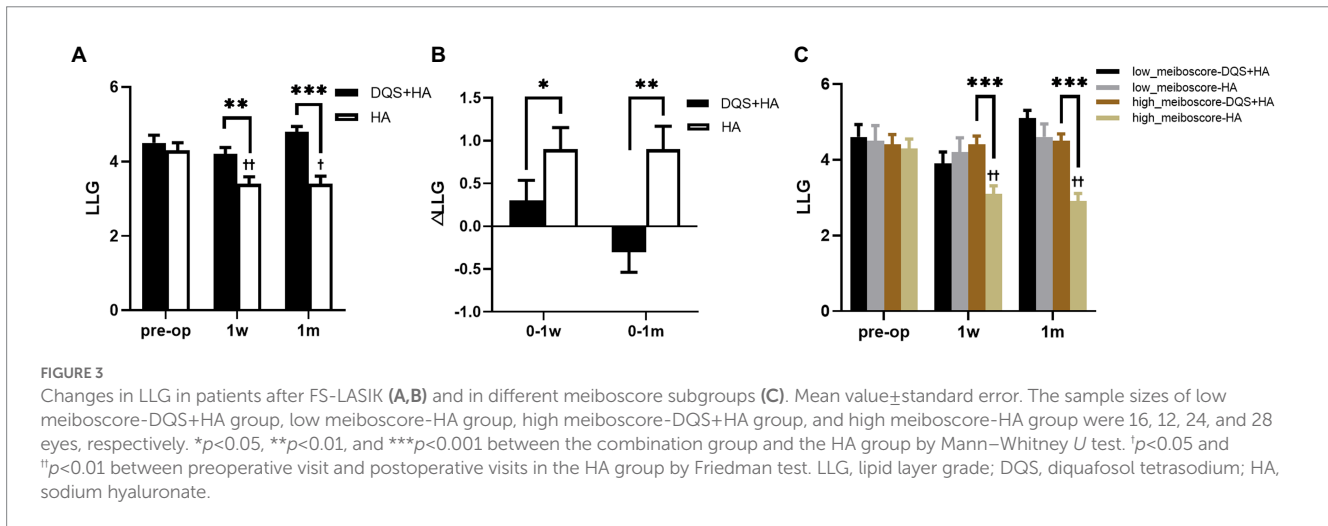 A
6
4
2
0
LLG
**
***
††
†
DQS+HA
HA
pre-op
1w
1m
B
1.5
1.0
0.5
0.0
-0.5
-1.0
△LLG
*
**
DQS+HA
HA
0-1w
0-1m
C
6
4
2
0
LLG
***
***
††
††
low_meiboscore-DQS+HA
low_meiboscore-HA
high_meiboscore-DQS+HA
high_meiboscore-HA
pre-op
1w
1m
FIGURE 3
Changes in LLG in patients after FS-LASIK (A,B) and in different meiboscore subgroups (C). Mean value±standard error. The sample sizes of low
meiboscore-DQS+HA group, low meiboscore-HA group, high meiboscore-DQS+HA group, and high meiboscore-HA group were 16, 12, 24, and 28
eyes, respectively. *p<0.05, **p<0.01, and ***p<0.001 between the combination group and the HA group by Mann–Whitney U test. †p<0.05 and
††p<0.01 between preoperative visit and postoperative visits in the HA group by Friedman test. LLG, lipid layer grade; DQS, diquafosol tetrasodium; HA,
sodium hyaluronate.